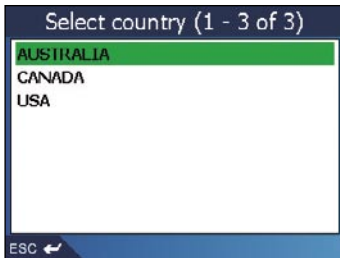 Select country (1 - 3 of 3)
AUSTRALIA
CANADA
USA
ESC